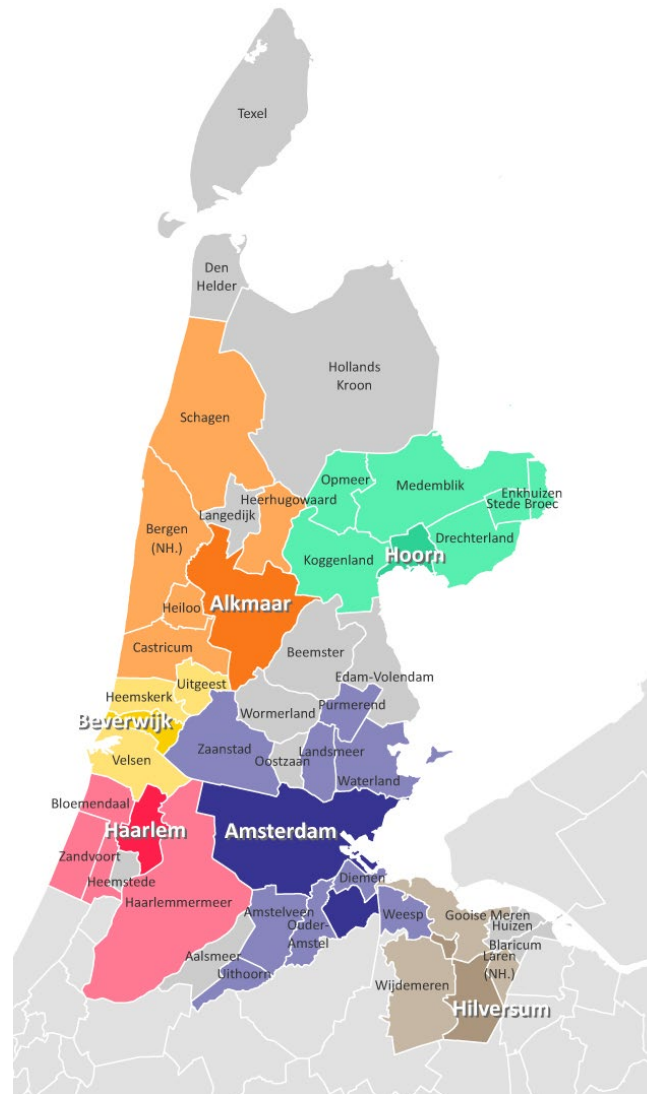 Texel
Den
Helder
Hollands
Kroon
Schagen
Opmeer
Medemblik
Heerhugowaard
Enkhuizen
Stede Broec
Langedijk
Bergen
(NH.)
Drechterland
Hoorn
Koggenland
Heiloo
Alkmaar
Castricum
Beemster
Uitgeest
Edam-Volendam
Heemskerk
Purmerend
Wormerland
Beverwijk
Zaanstad
Landsmeer
Velsen
Oostzaan
Waterland
Bloemendaal
Haarlem
Amsterdam
Zandvoort
Heemstede
Diemen
Haarlemmermeer
Amstelveen
Weesp
Gooise Meren
Ouder-
Amstel
Huizen
Blaricum
Aalsmeer
Laren
(NH.)
Uithoorn
Wijdemeren
Hilversum